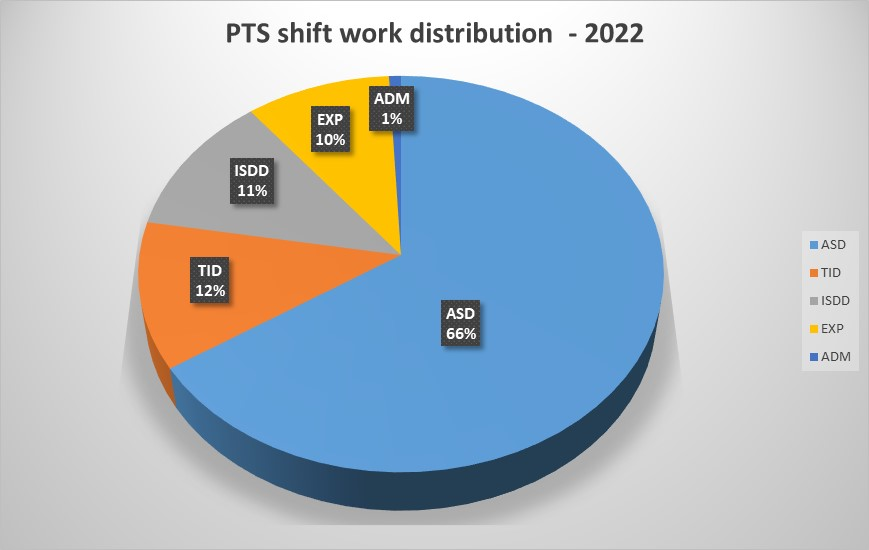 PTS shift work distribution  - 2022
ADM
1%
EXP
10%
ISDD
11%
TID
12%
ASD
66%
ASD
TID
ISDD
EXP
ADM